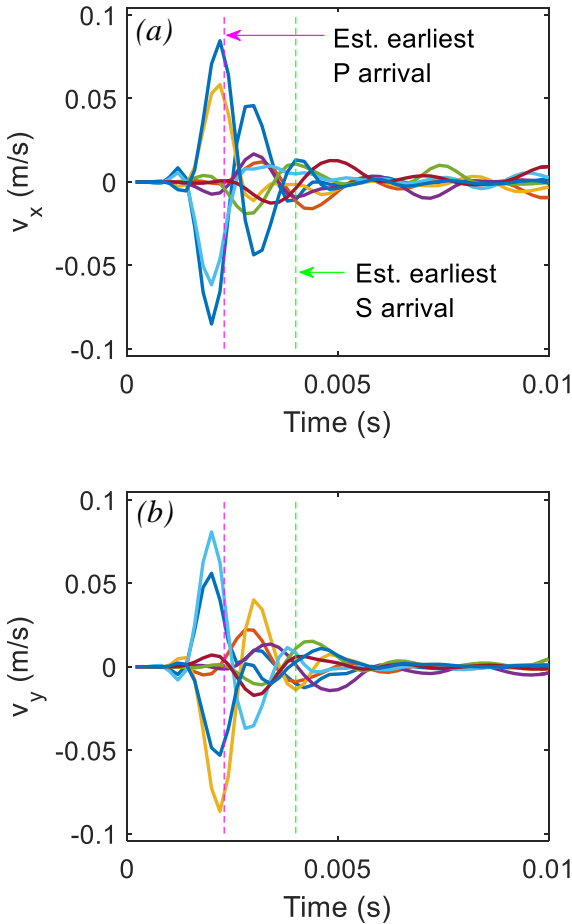 (a)
Est. earliest
P arrival
Est. earliest
S arrival
0.1
0.05
0
-0.05
-0.1
v_x (m/s)
0
0.005
0.01
Time (s)
(b)
0.1
0.05
0
-0.05
-0.1
v_y (m/s)
0
0.005
0.01
Time (s)